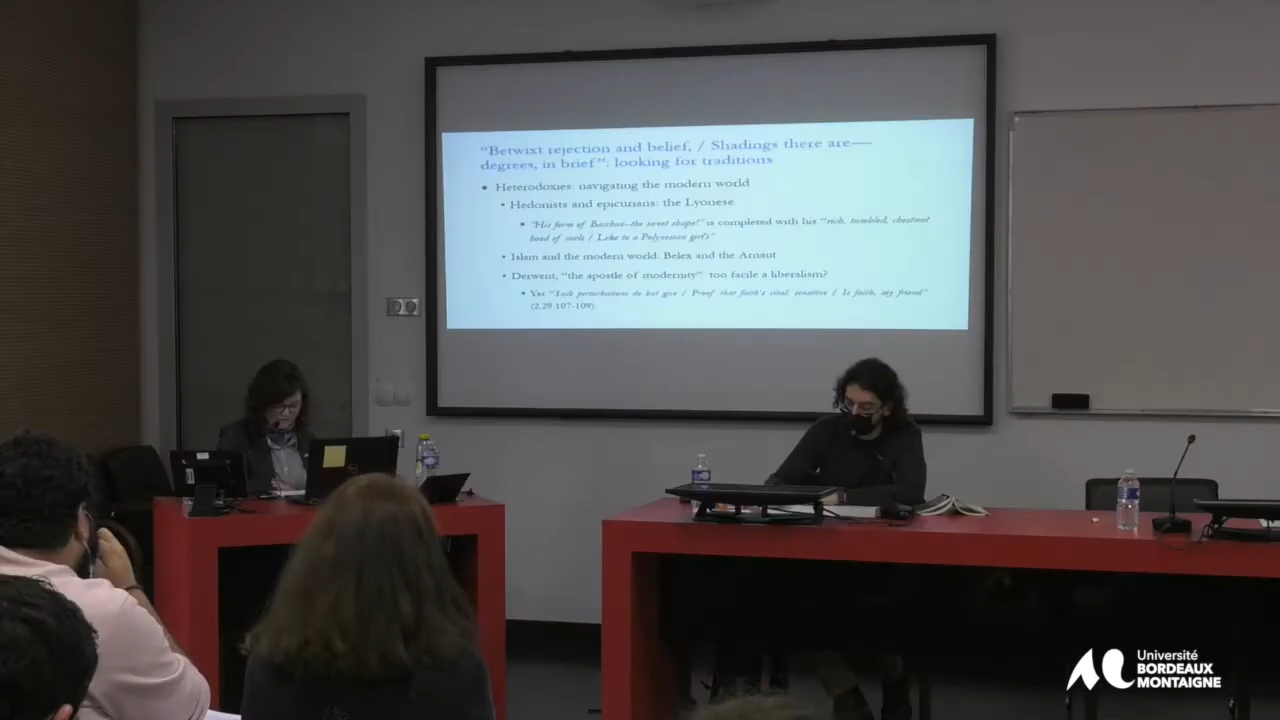 “Betwixt rejection and belief, / Shadings there are—
degrees, in brief”: looking for traditions
• Heterodoxies: navigating the modern world
• Hedonists and epicurians: the Lyonese
• “His form of Bacchus—the sweet shape!” is completed with his “rich, tumbled, chestnut
hood of curls / Like to a Polynesian girl’s”
• Islam and the modern world: Belex and the Arnaut
• Derwent, “the apostle of modernity”: too facile a liberalism?
• Yet “Such perturbations do but give / Proof that faith’s vital: sensitive / Is faith, my friend”
(2.29.107-109).
Université
BORDEAUX
MONTAIGNE